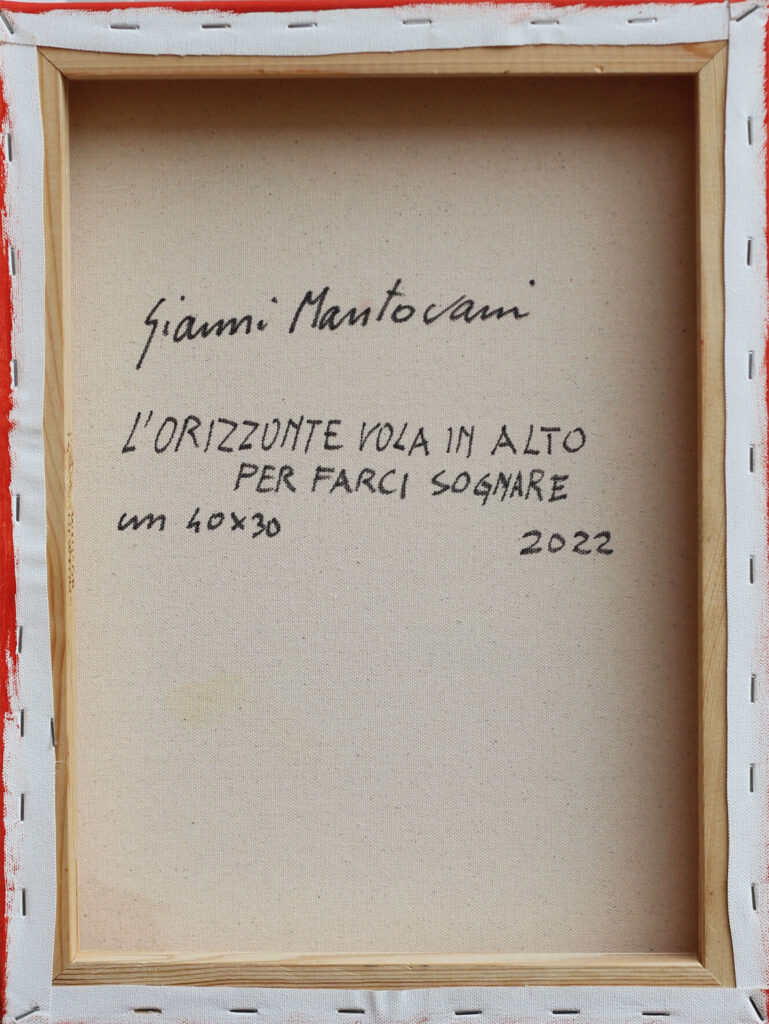 Gianni Mantovani
L'ORIZZONTE VOLA IN ALTO
PER FARCI SOGNARE
cm 40x30
2022